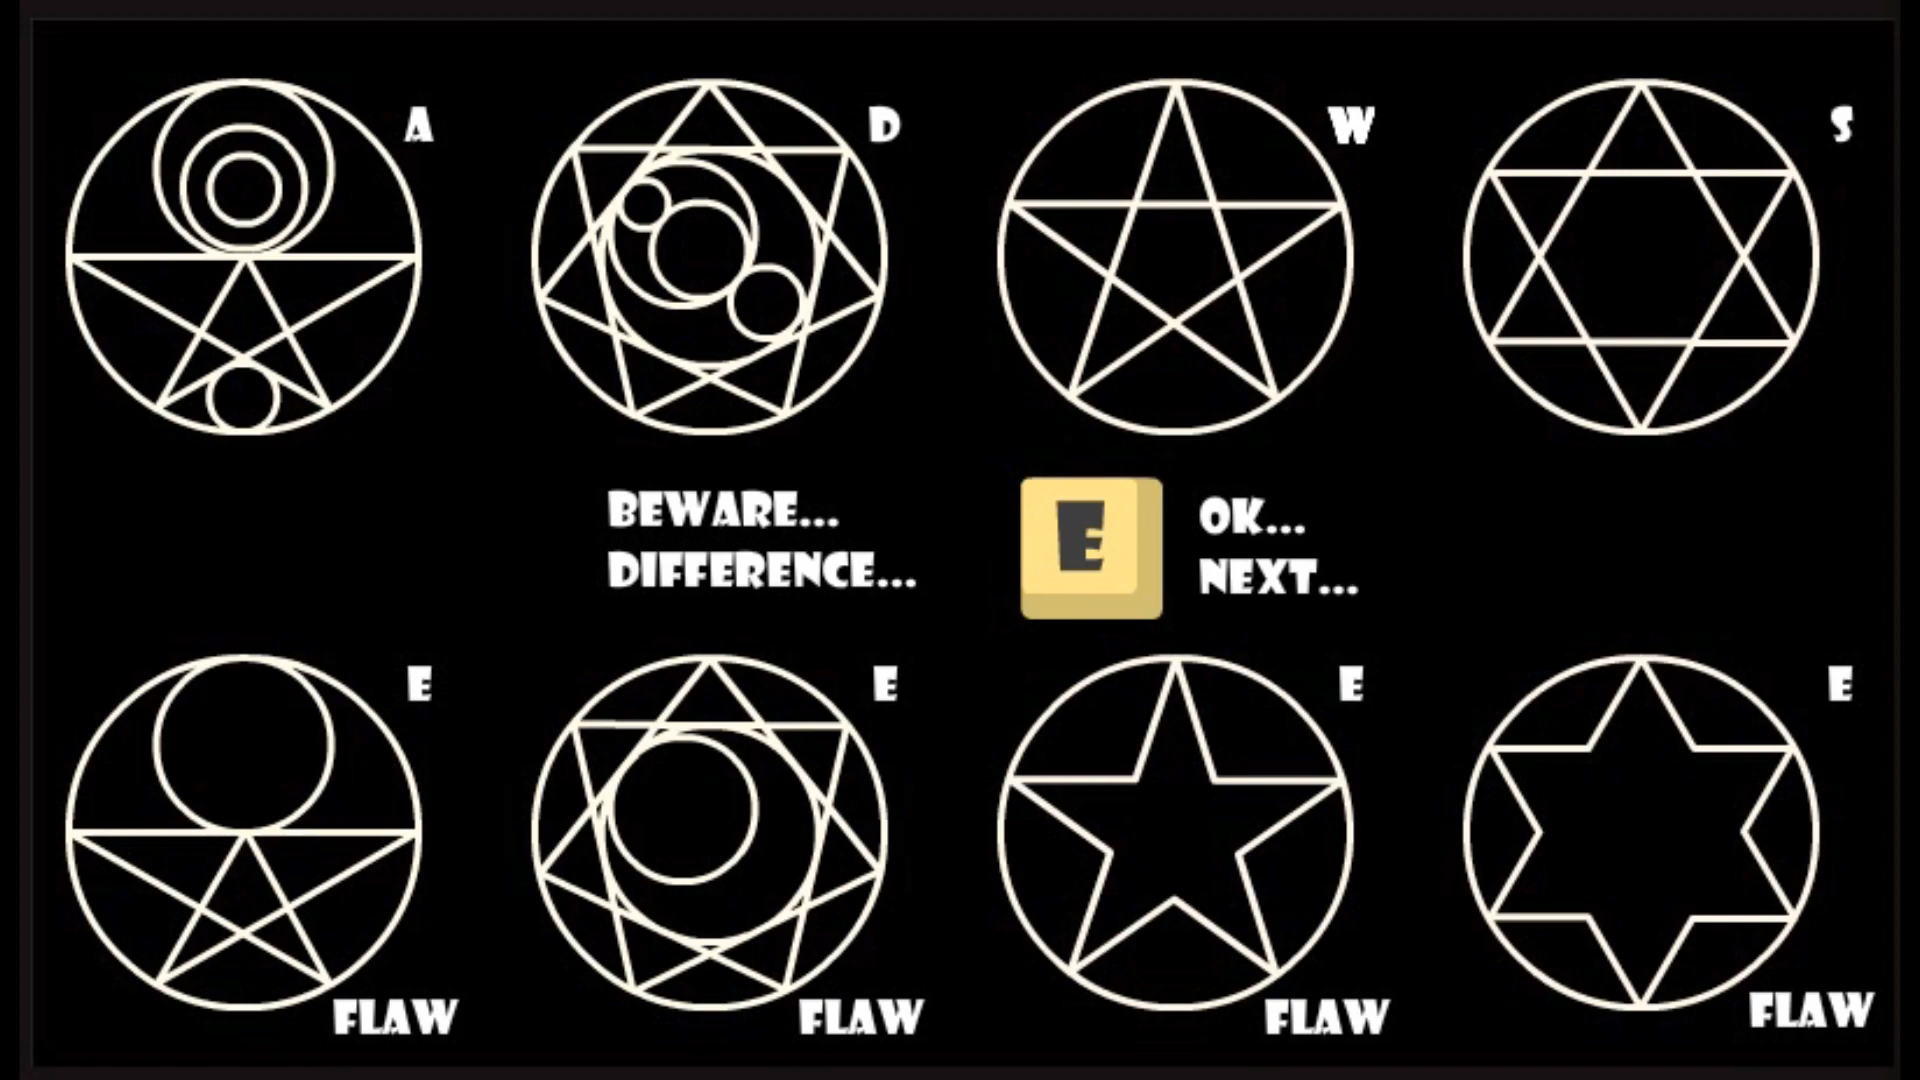 A
D
W
S
BEWARE...
DIFFERENCE...
E
OK...
NEXT...
E
E
E
E
FLAW
FLAW
FLAW
FLAW